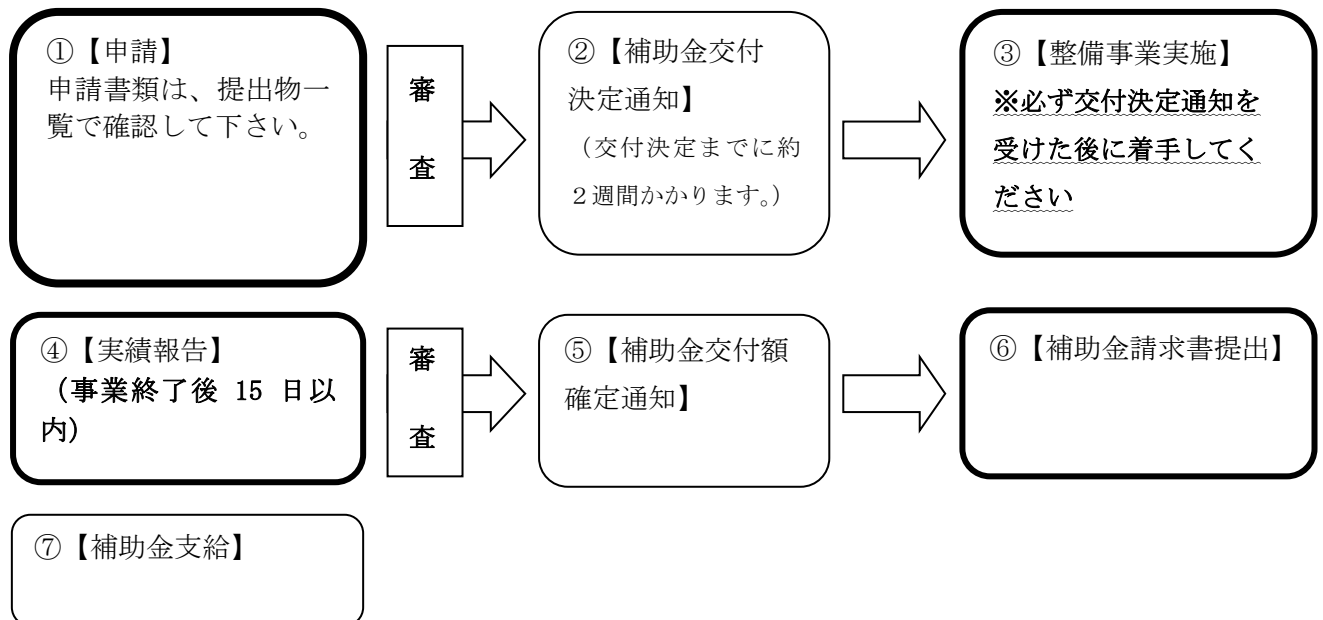 ①【申請】
申請書類は、提出物一
覧で確認して下さい。
審
査
②【補助金交付
決定通知】
（交付決定までに約
２週間かかります。）
③【整備事業実施】
※必ず交付決定通知を
受けた後に着手してく
ださい
④【実績報告】
（事業終了後 15 日以
内）
審
査
⑤【補助金交付額
確定通知】
⑥【補助金請求書提出】
⑦【補助金支給】